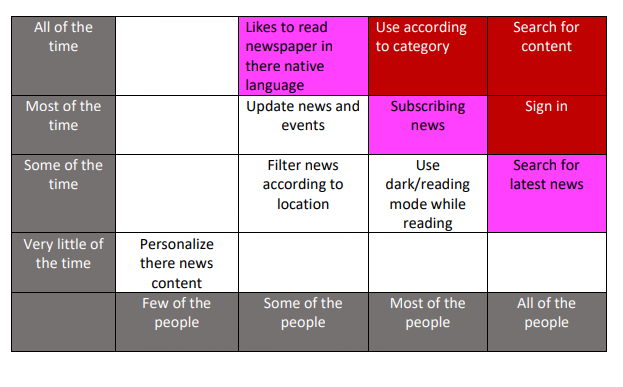 All of the
time
Likes to read
newspaper in
there native
language
Use according
to category
Search for
content
Most of the
time
Update news and
events
Subscribing
news
Sign in
Some of the
time
Filter news
according to
location
Use
dark/reading
mode while
reading
Search for
latest news
Very little of
the time
Personalize
there news
content
Few of the
people
Some of the
people
Most of the
people
All of the
people